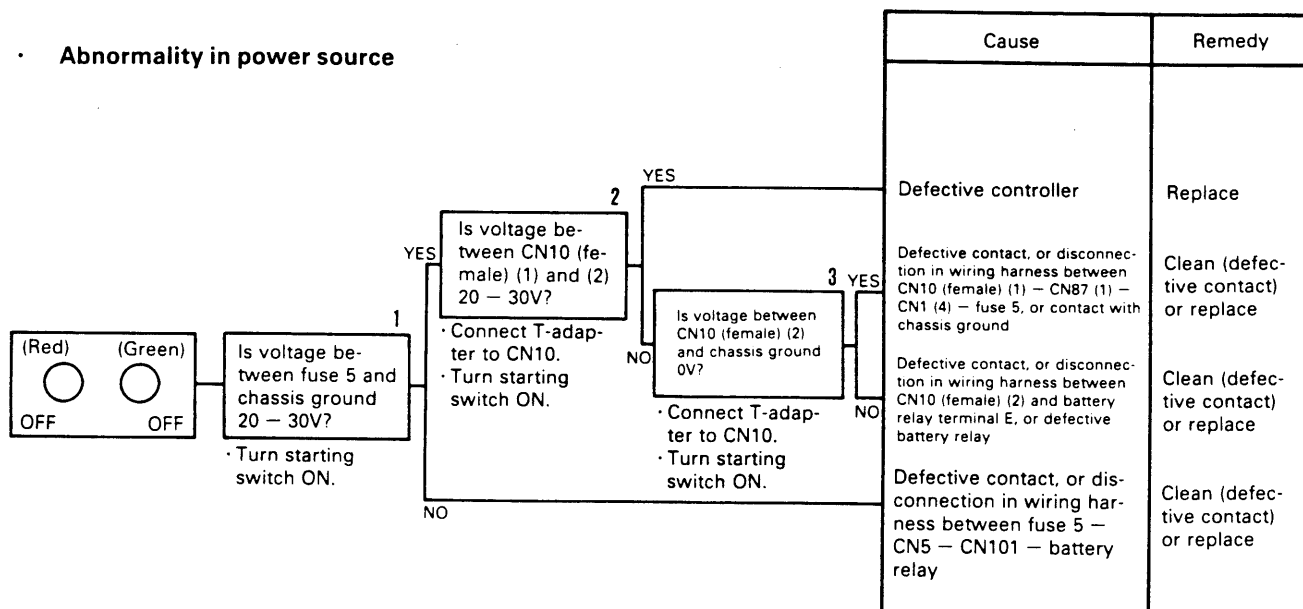 · Abnormality in power source
Cause
Remedy
(Red) (Green)
OFF OFF
1
Is voltage be-
tween fuse 5 and
chassis ground
20 – 30V?
· Turn starting
switch ON.
YES
NO
2
Is voltage be-
tween CN10 (fe-
male) (1) and (2)
20 – 30V?
· Connect T-adap-
ter to CN10.
· Turn starting
switch ON.
YES
NO
3
Is voltage between
CN10 (female) (2)
and chassis ground
0V?
· Connect T-adap-
ter to CN10.
· Turn starting
switch ON.
YES
NO
Defective controller
Replace
Defective contact, or disconnec-
tion in wiring harness between
CN10 (female) (1) – CN87 (1) –
CN1 (4) – fuse 5, or contact with
chassis ground
Clean (defec-
tive contact)
or replace
Defective contact, or disconnec-
tion in wiring harness between
CN10 (female) (2) and battery
relay terminal E, or defective
battery relay
Clean (defec-
tive contact)
or replace
Defective contact, or dis-
connection in wiring har-
ness between fuse 5 –
CN5 – CN101 – battery
relay
Clean (defec-
tive contact)
or replace